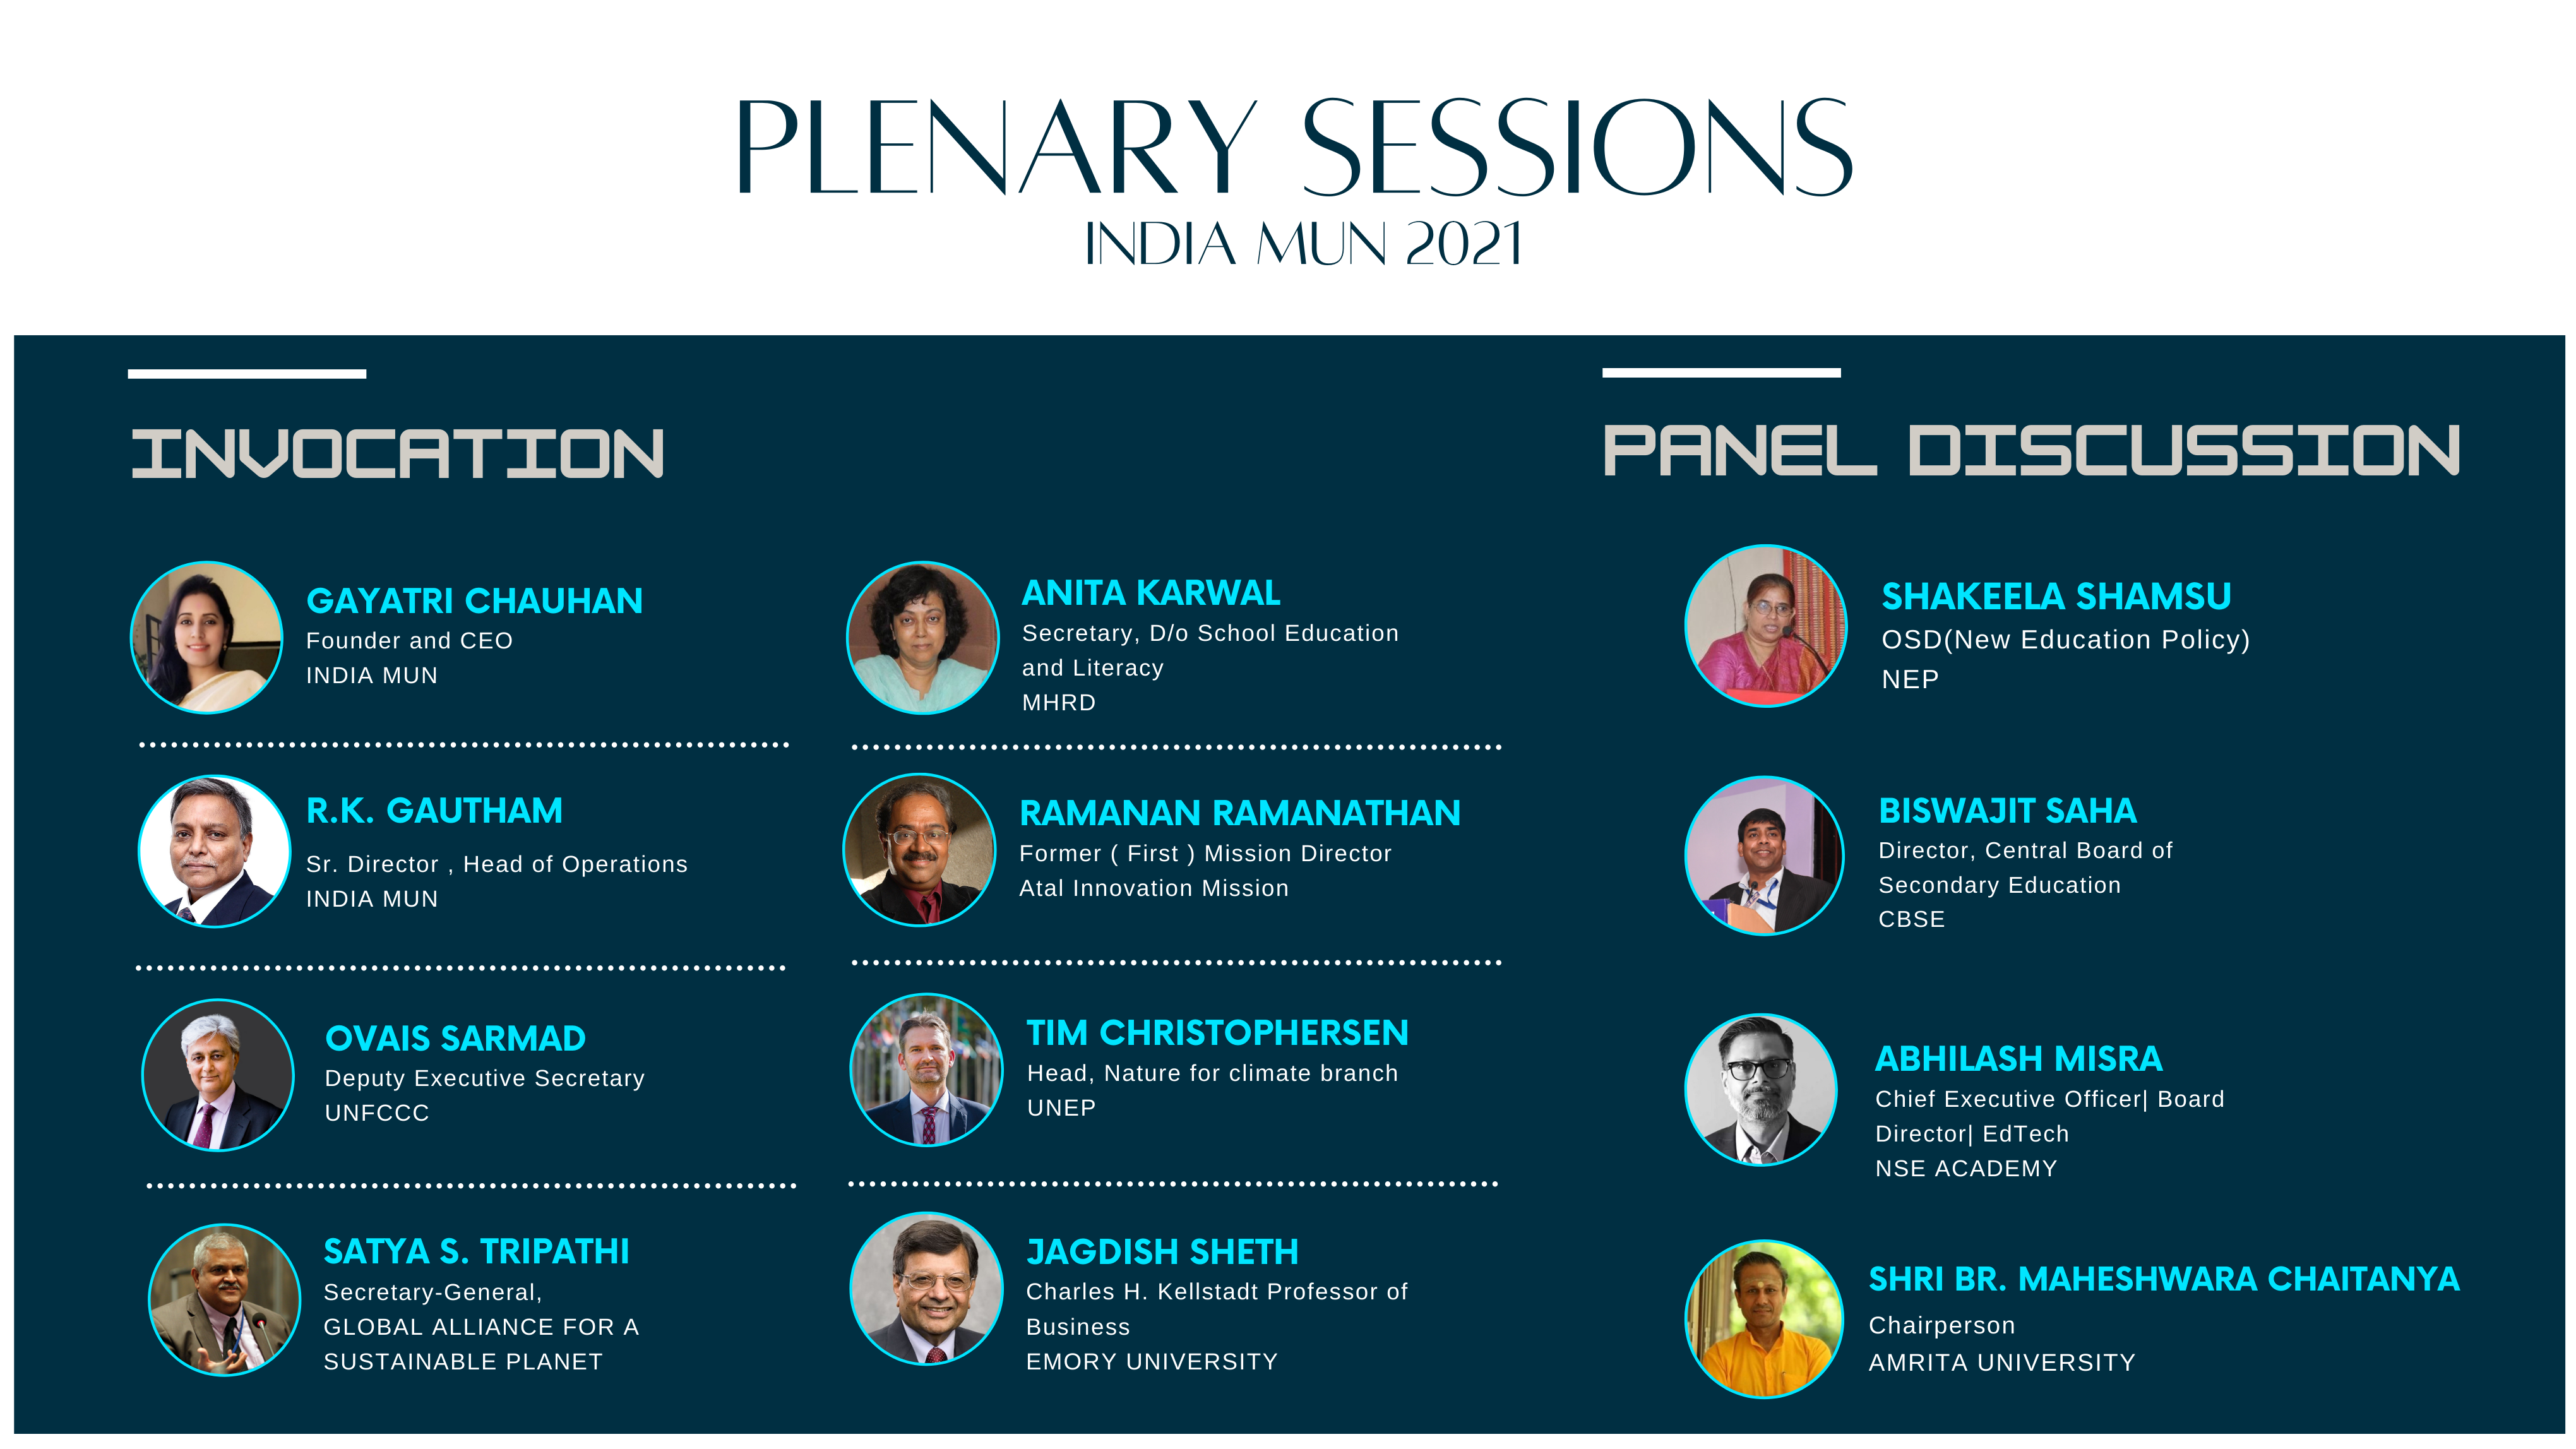 PLENARY SESSIONS
INDIA MUN 2021
INVOCATION
GAYATRI CHAUHAN
Founder and CEO
INDIA MUN
R.K. GAUTHAM
Sr. Director , Head of Operations
INDIA MUN
OVAIS SARMAD
Deputy Executive Secretary
UNFCCC
SATYA S. TRIPATHI
Secretary-General,
GLOBAL ALLIANCE FOR A
SUSTAINABLE PLANET
ANITA KARWAL
Secretary, D/o School Education
and Literacy
MHRD
RAMANAN RAMANATHAN
Former ( First ) Mission Director
Atal Innovation Mission
TIM CHRISTOPHERSEN
Head, Nature for climate branch
UNEP
JAGDISH SHETH
Charles H. Kellstadt Professor of
Business
EMORY UNIVERSITY
PANEL DISCUSSION
SHAKEELA SHAMSU
OSD(New Education Policy)
NEP
BISWAJIT SAHA
Director, Central Board of
Secondary Education
CBSE
ABHILASH MISRA
Chief Executive Officer| Board
Director| EdTech
NSE ACADEMY
SHRI BR. MAHESHWARA CHAITANYA
Chairperson
AMRITA UNIVERSITY